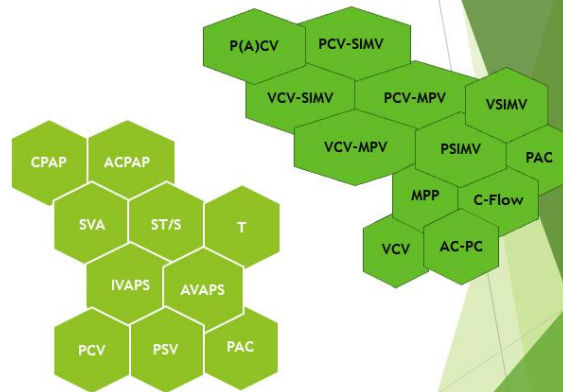 P(A)CV
PCV-SIMV
VCV-SIMV
PCV-MPV
VSIMV
VCV-MPV
PSIMV
PAC
MPP
C-Flow
VCV
AC-PC
CPAP
ACPAP
SVA
ST/S
T
IVAPS
AVAPS
PCV
PSV
PAC